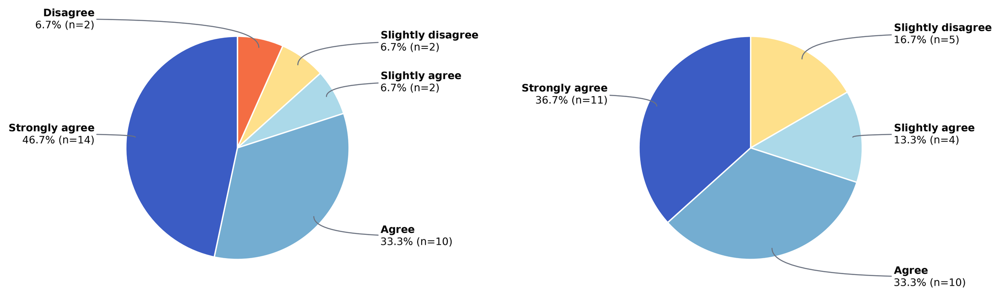 Disagree
6.7% (n=2)
Slightly disagree
6.7% (n=2)
Slightly agree
6.7% (n=2)
Strongly agree
46.7% (n=14)
Agree
33.3% (n=10)
Slightly disagree
16.7% (n=5)
Strongly agree
36.7% (n=11)
Slightly agree
13.3% (n=4)
Agree
33.3% (n=10)